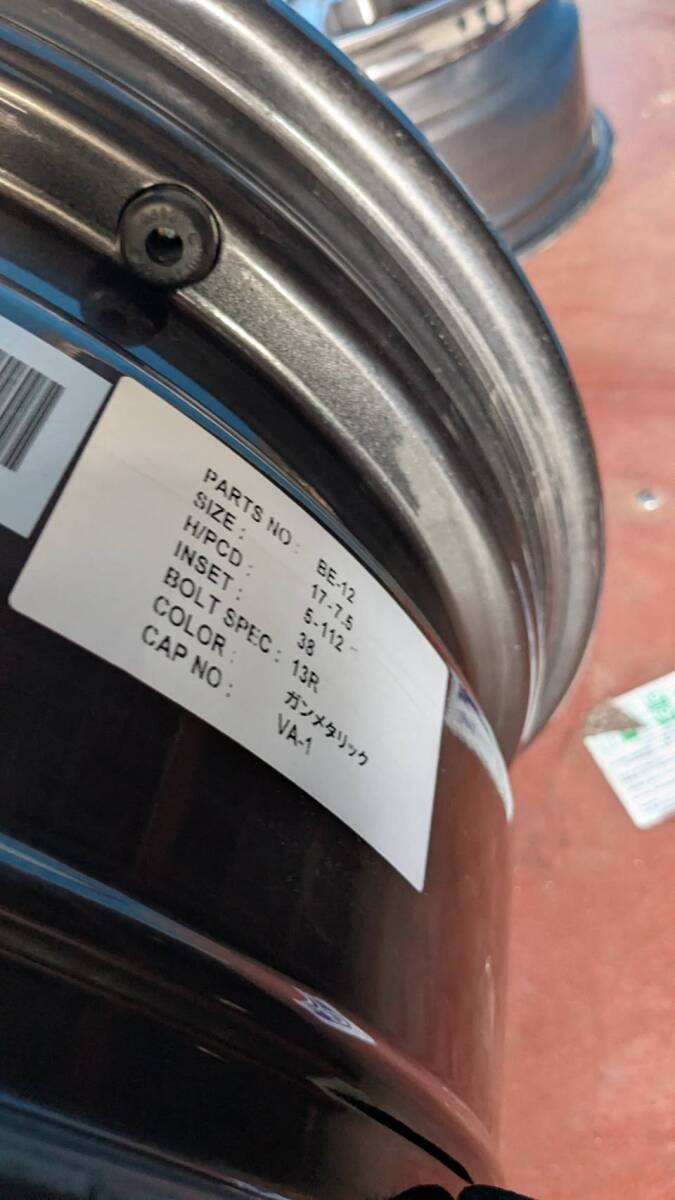 PARTS NO : BE-12
SIZE : 17-7.5
H/PCD : 5-112
INSET : 38
BOLT SPEC : 13R
COLOR : ガンメタリック
CAP NO : VA-1